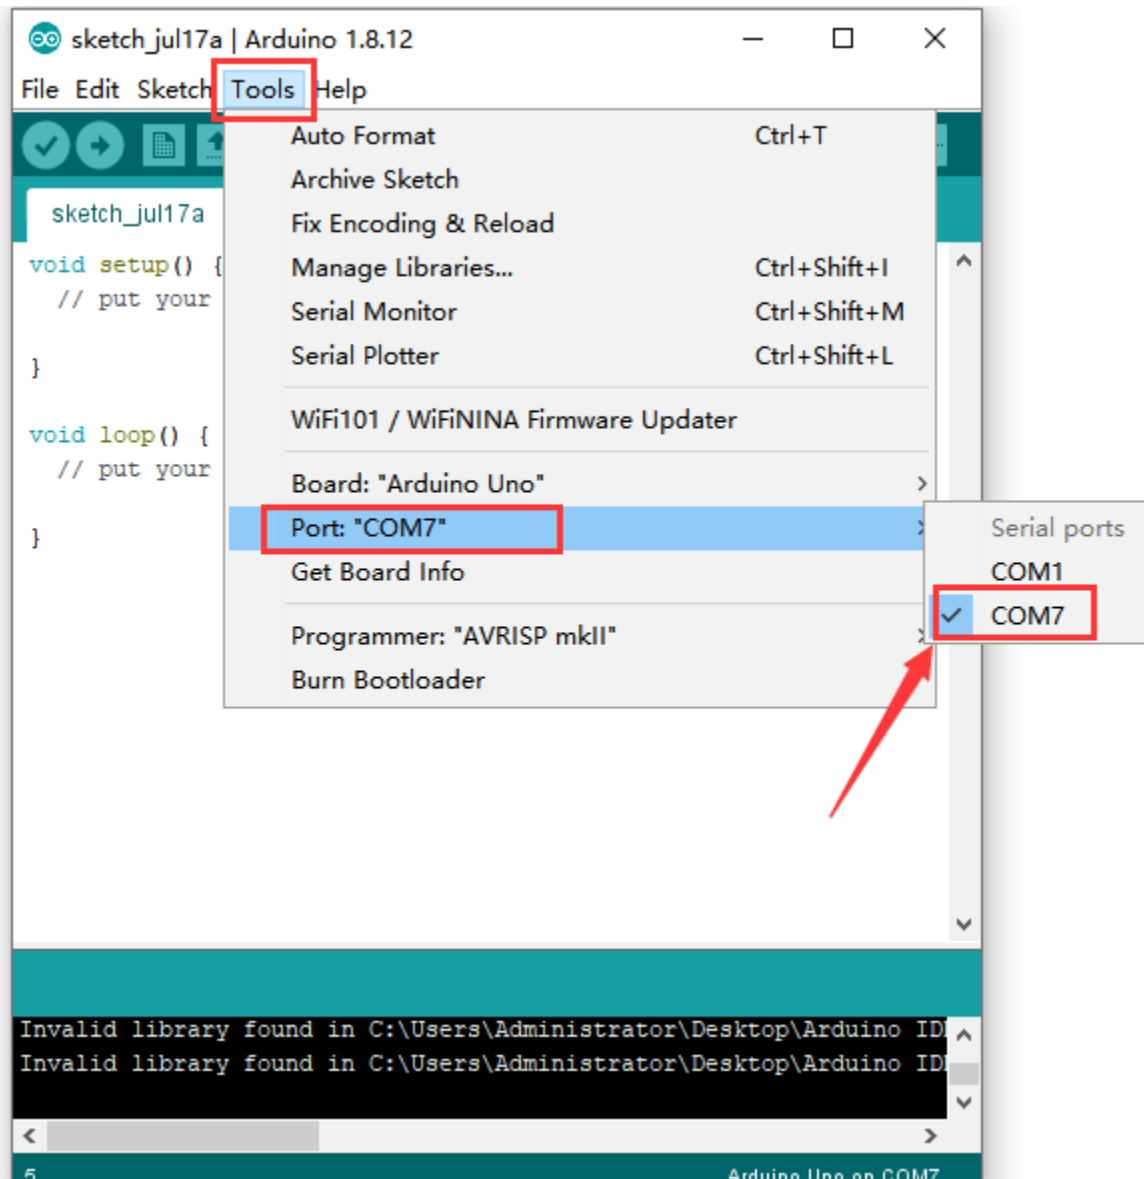 sketch_jul17a | Arduino 1.8.12
File Edit Sketch Tools Help
Auto Format Ctrl+T
Archive Sketch
sketch_jul17a
Fix Encoding & Reload
void setup() {
Manage Libraries... Ctrl+Shift+I
// put your
Serial Monitor Ctrl+Shift+M
Serial Plotter Ctrl+Shift+L
}
WiFi101 / WiFiNINA Firmware Updater
void loop() {
// put your
Board: "Arduino Uno"
Port: "COM7"
Serial ports
}
Get Board Info
COM1
COM7
Programmer: "AVRISP mkII"
Burn Bootloader
Invalid library found in C:\Users\Administrator\Desktop\Arduino
Invalid library found in C:\Users\Administrator\Desktop\Arduino
5 Arduino Uno on COM7